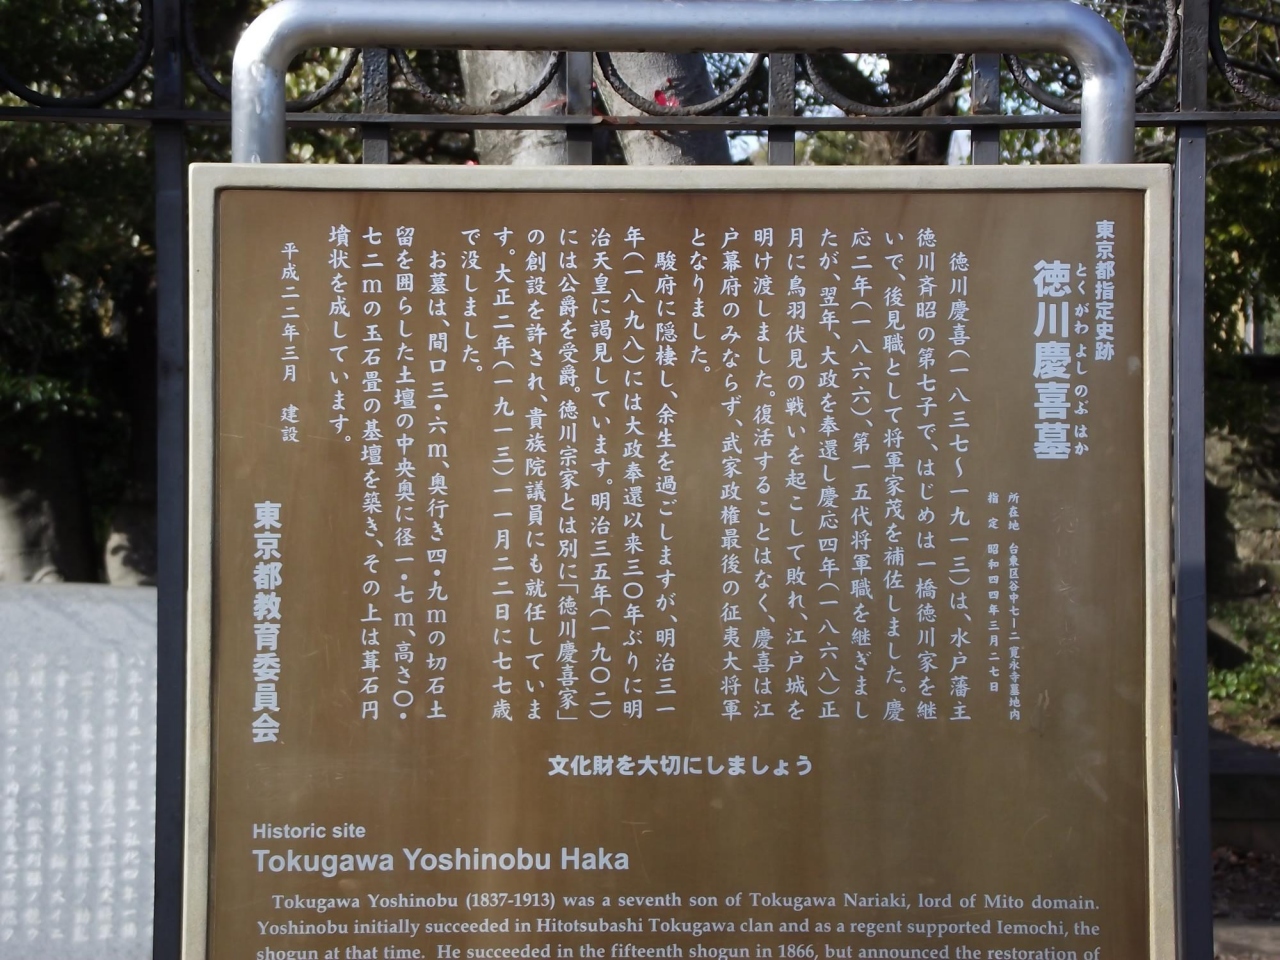 東京都指定史跡
徳川慶喜墓
とくがわよしのぶ はか
所在地 台東区谷中七ー二 寛永寺墓地内
指定 昭和四四年三月二七日
徳川慶喜(一八三七〜一九一三)は、水戸藩主
徳川斉昭の第七子で、はじめは一橋徳川家を継
いで、後見職として将軍家茂を補佐しました。慶
応二年(一八六六)、第一五代将軍職を継ぎまし
たが、翌年、大政を奉還し慶応四年(一八六八)正
月に鳥羽伏見の戦いを起こして敗れ、江戸城を
明け渡しました。復活することはなく、慶喜は江
戸幕府のみならず、武家政権最後の征夷大将軍
となりました。
駿府に隠棲し、余生を過ごしますが、明治三一
年(一八九八)には大政奉還以来三〇年ぶりに明
治天皇に謁見しています。明治三五年(一九〇二)
には公爵を受爵。徳川宗家とは別に「徳川慶喜家」
の創設を許され、貴族院議員にも就任していま
す。大正二年(一九一三)一一月二二日に七七歳
で没しました。
お墓は、間口三・六m、奥行き四・九mの切石土
留を囲らした土壇の中央奥に径一・七m、高さ〇・
七二mの玉石畳の基壇を築き、その上は葺石円
墳状を成しています。
平成二二年三月 建設
東京都教育委員会
文化財を大切にしましょう
Historic site
Tokugawa Yoshinobu Haka
Tokugawa Yoshinobu (1837-1913) was a seventh son of Tokugawa Nariaki, lord of Mito domain.
Yoshinobu initially succeeded in Hitotsubashi Tokugawa clan and as a regent supported Iemochi, the
shogun at that time. He succeeded in the fifteenth shogun in 1866, but announced the restoration of